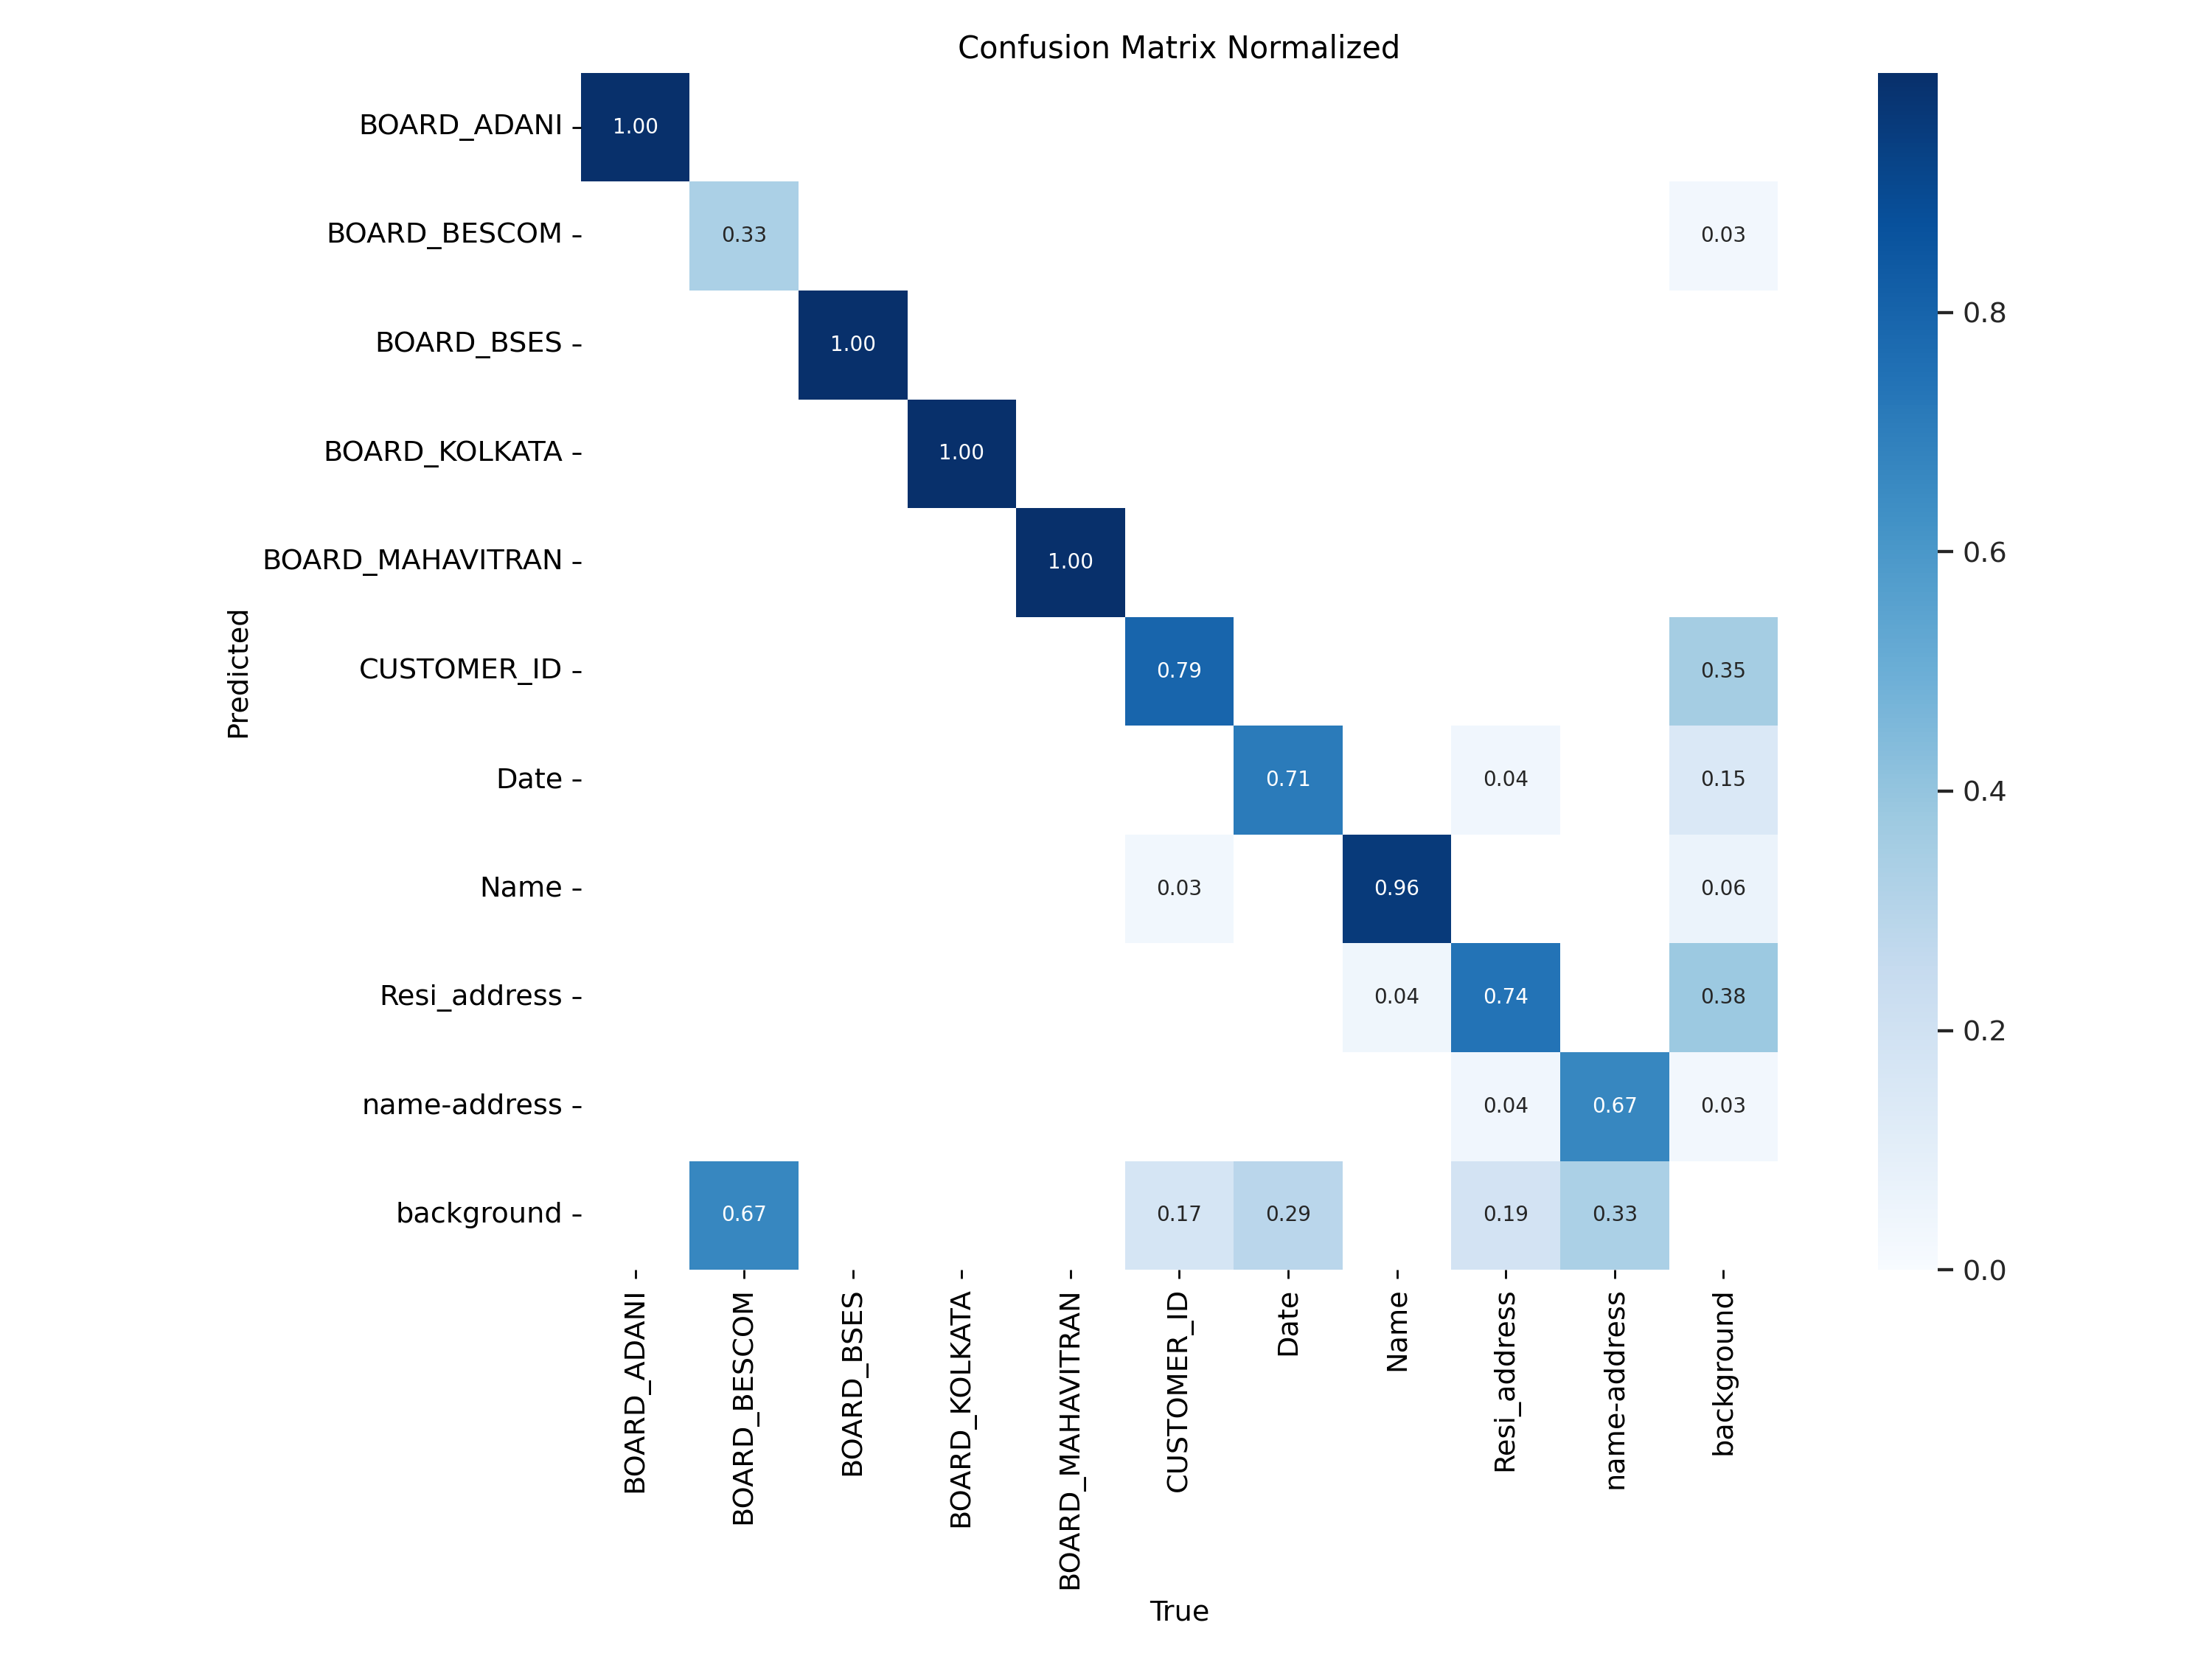 Confusion Matrix Normalized
BOARD_ADANI
1.00
BOARD_BESCOM
0.33
0.03
0.8
BOARD_BSES
1.00
BOARD_KOLKATA
1.00
BOARD_MAHAVITRAN
1.00
0.6
Predicted
CUSTOMER_ID
0.79
0.35
Date
0.71
0.04
0.15
0.4
Name
0.03
0.96
0.06
Resi_address
0.04
0.74
0.38
0.2
name-address
0.04
0.67
0.03
background
0.67
0.17
0.29
0.19
0.33
0.0
BOARD_ADANI
BOARD_BESCOM
BOARD_BSES
BOARD_KOLKATA
BOARD_MAHAVITRAN
CUSTOMER_ID
Date
Name
Resi_address
name-address
background
True